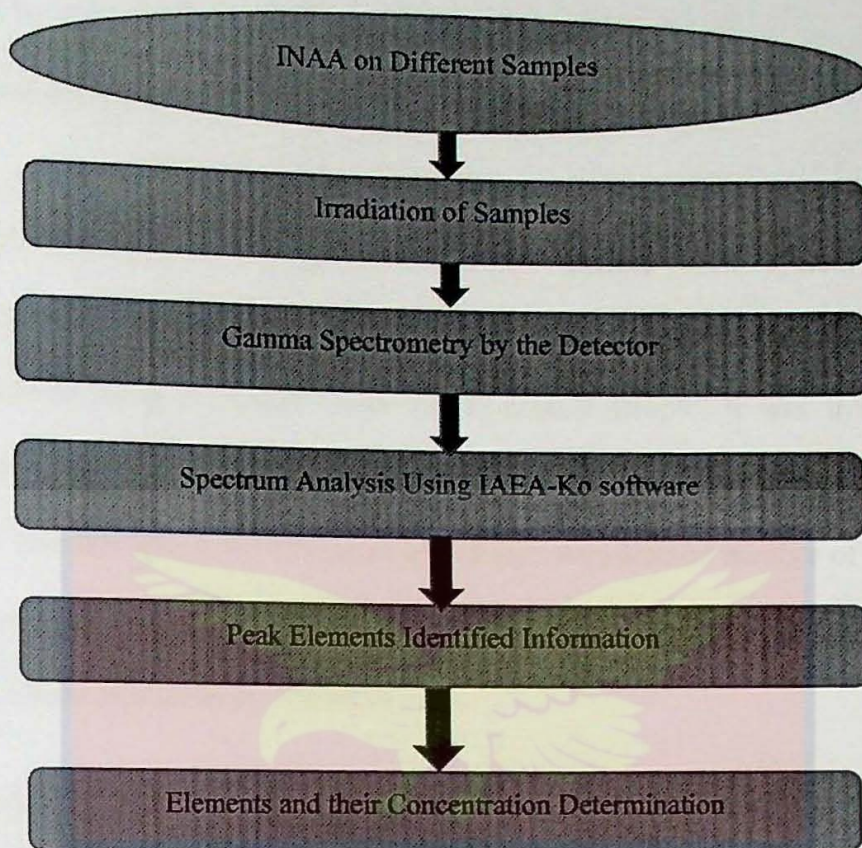 INAA on Different Samples
Irradiation of Samples
Gamma Spectrometry by the Detector
Spectrum Analysis Using IAEA-Ko software
Peak Elements Identified Information
Elements and their Concentration Determination